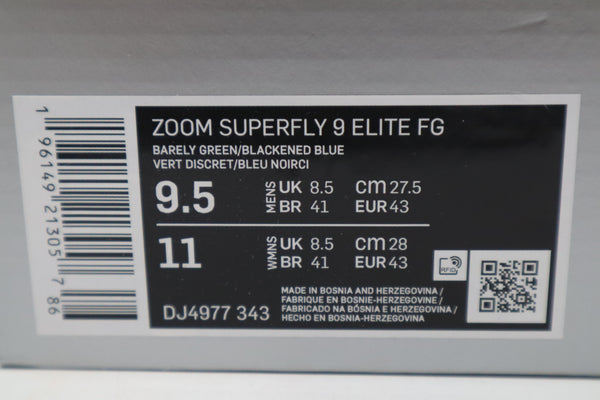 1 96149 21305 7 86
ZOOM SUPERFLY 9 ELITE FG
BARELY GREEN/BLACKENED BLUE
VERT DISCRET/BLEU NOIRCI
9.5 MENS UK 8.5 cm 27.5
BR 41 EUR 43
11 WMNS UK 8.5 cm 28
BR 41 EUR 43
RFID
DJ4977 343
MADE IN BOSNIA AND HERZEGOVINA /
FABRIQUE EN BOSNIE-HERZEGOVINE /
FABRICADO NA BÓSNIA E HERZEGOVINA /
HECHO EN BOSNIA-HERZEGOVINA